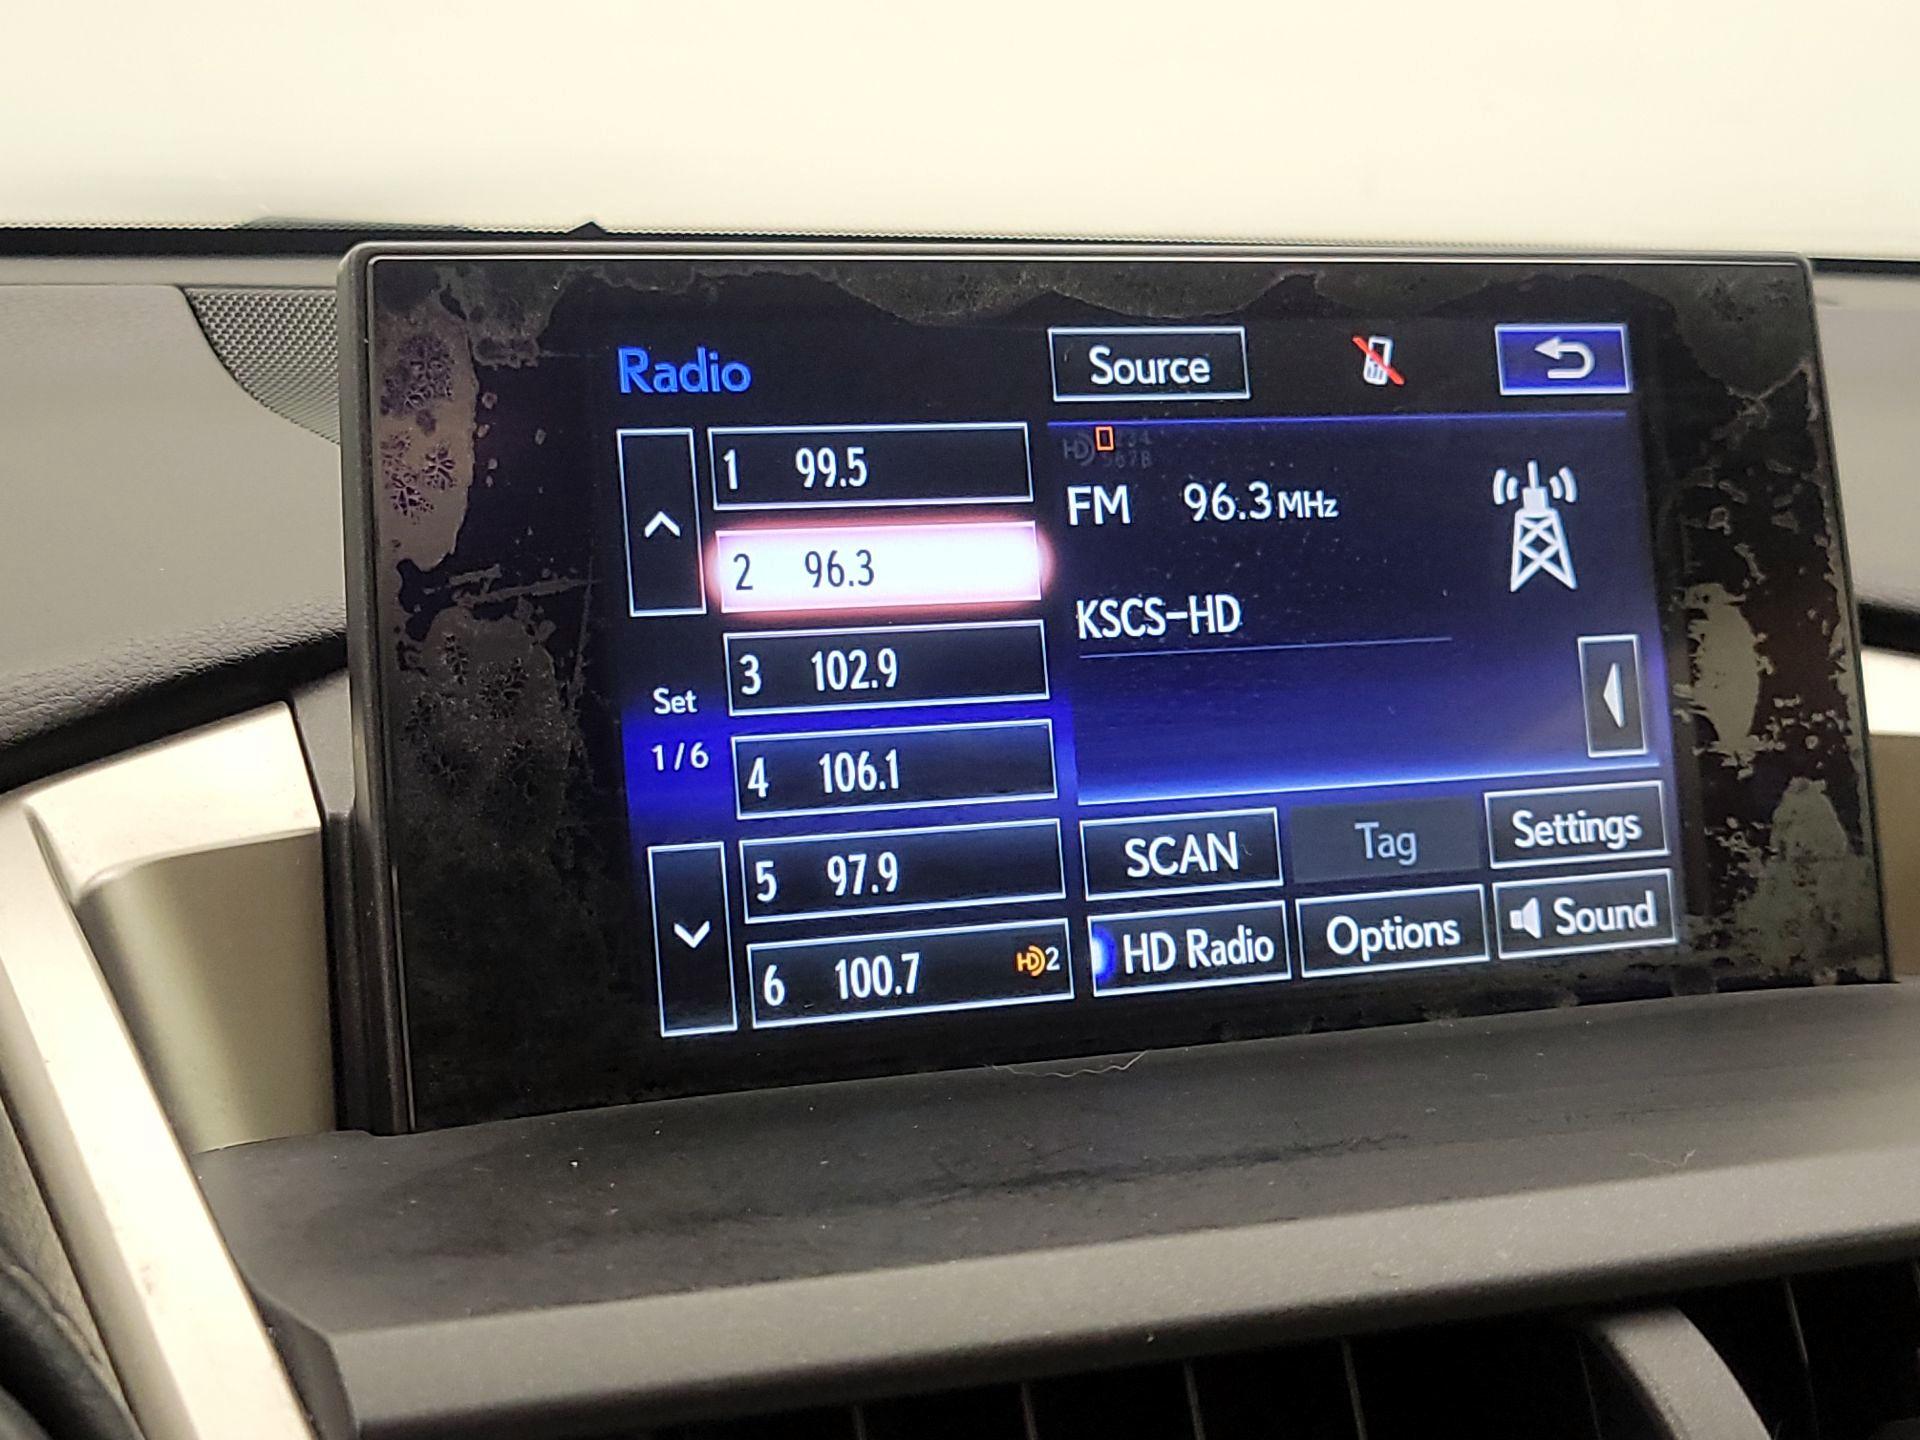 Radio
Source
1 99.5
2 96.3
3 102.9
4 106.1
5 97.9
6 100.7 HD2
Set
1/6
HD
FM 96.3 MHz
KSCS-HD
SCAN
Tag
Settings
HD Radio
Options
Sound